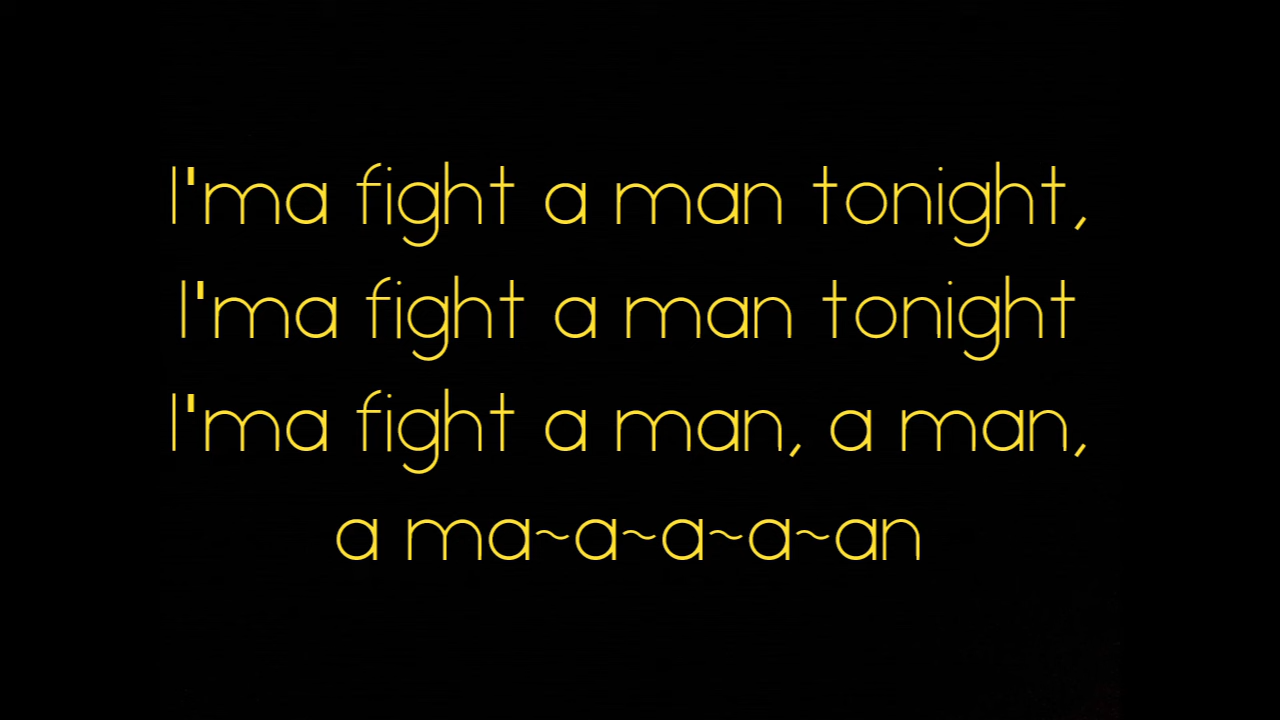 I'ma fight a man tonight,
I'ma fight a man tonight
I'ma fight a man, a man,
a ma~a~a~a~an